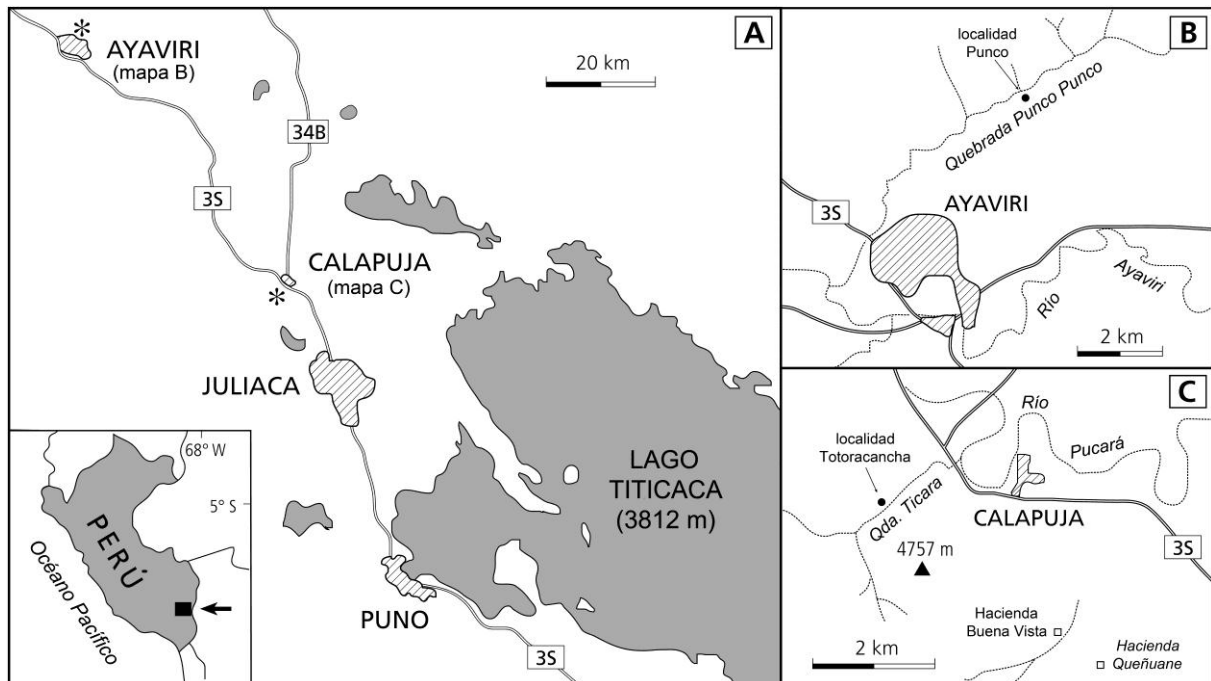 A
*
AYAVIRI
(mapa B)
20 km
34B
3S
CALAPUJA
(mapa C)
*
JULIACA
LAGO
TITICACA
(3812 m)
PUNO
3S
68° W
5° S
PERÚ
Océano Pacífico
B
localidad
Punco
Quebrada Punco Punco
3S
AYAVIRI
Río
Ayaviri
2 km
C
Río
Pucará
localidad
Totoracancha
Qda. Ticara
CALAPUJA
3S
4757 m
Hacienda
Buena Vista
Hacienda
Queñuane
2 km